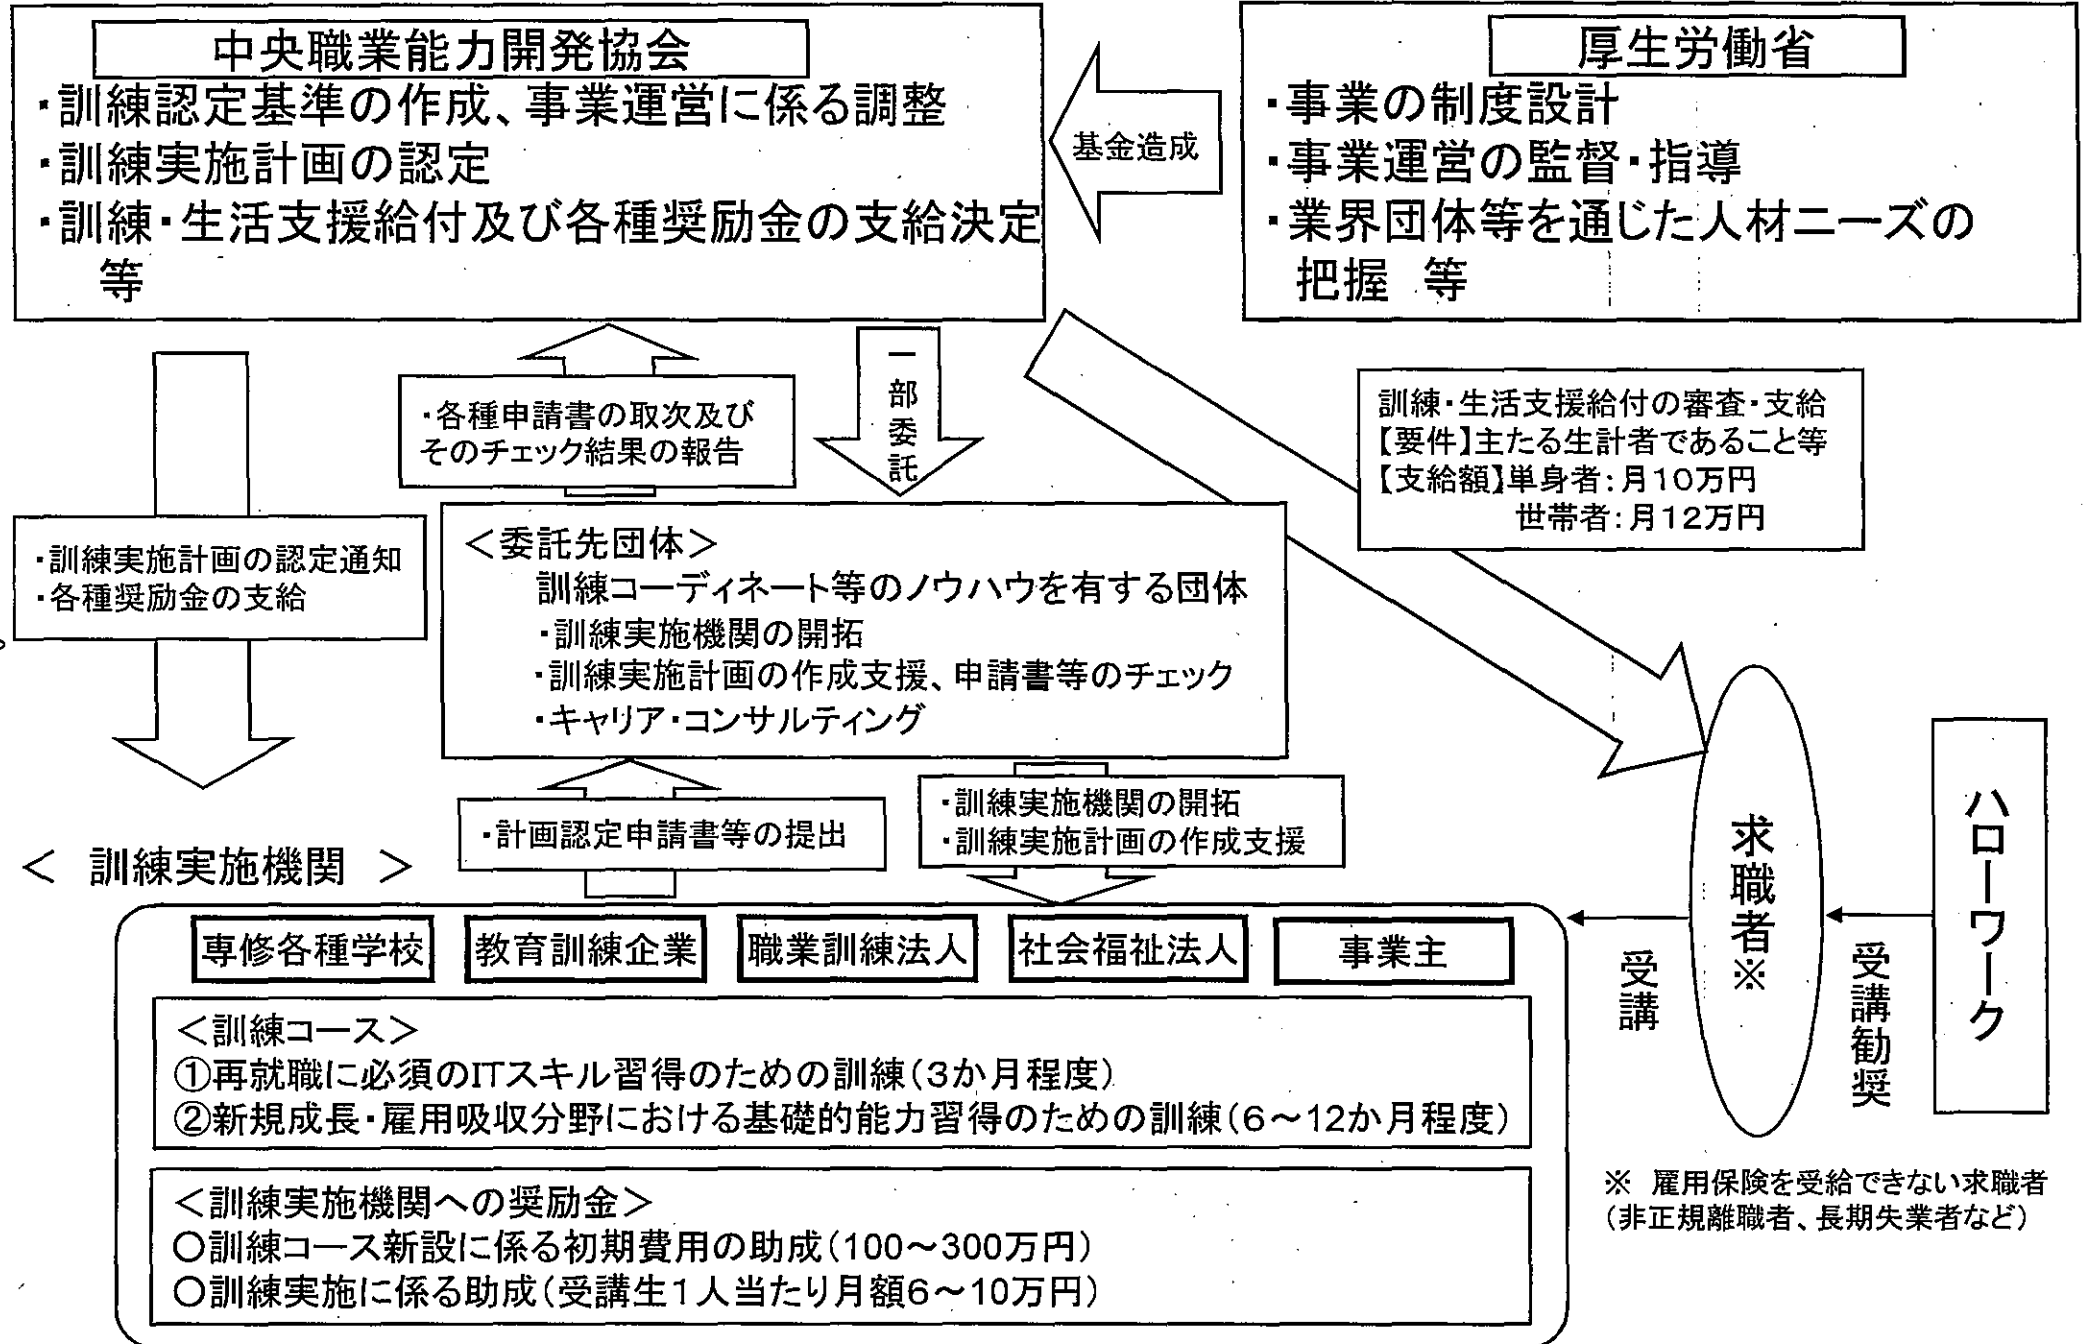 中央職業能力開発協会
・訓練認定基準の作成、事業運営に係る調整
・訓練実施計画の認定
・訓練・生活支援給付及び各種奨励金の支給決定
等
基金造成
厚生労働省
・事業の制度設計
・事業運営の監督・指導
・業界団体等を通じた人材ニーズの
把握 等
・各種申請書の取次及び
そのチェック結果の報告
一部委託
訓練・生活支援給付の審査・支給
【要件】主たる生計者であること等
【支給額】単身者：月10万円
世帯者：月12万円
・訓練実施計画の認定通知
・各種奨励金の支給
＜委託先団体＞
訓練コーディネート等のノウハウを有する団体
・訓練実施機関の開拓
・訓練実施計画の作成支援、申請書等のチェック
・キャリア・コンサルティング
・計画認定申請書等の提出
・訓練実施機関の開拓
・訓練実施計画の作成支援
＜ 訓練実施機関 ＞
専修各種学校
教育訓練企業
職業訓練法人
社会福祉法人
事業主
受講
求職者※
受講勧奨
ハローワーク
＜訓練コース＞
①再就職に必須のITスキル習得のための訓練（3か月程度）
②新規成長・雇用吸収分野における基礎的能力習得のための訓練（6～12か月程度）
＜訓練実施機関への奨励金＞
○訓練コース新設に係る初期費用の助成（100～300万円）
○訓練実施に係る助成（受講生1人当たり月額6～10万円）
※ 雇用保険を受給できない求職者
（非正規離職者、長期失業者など）